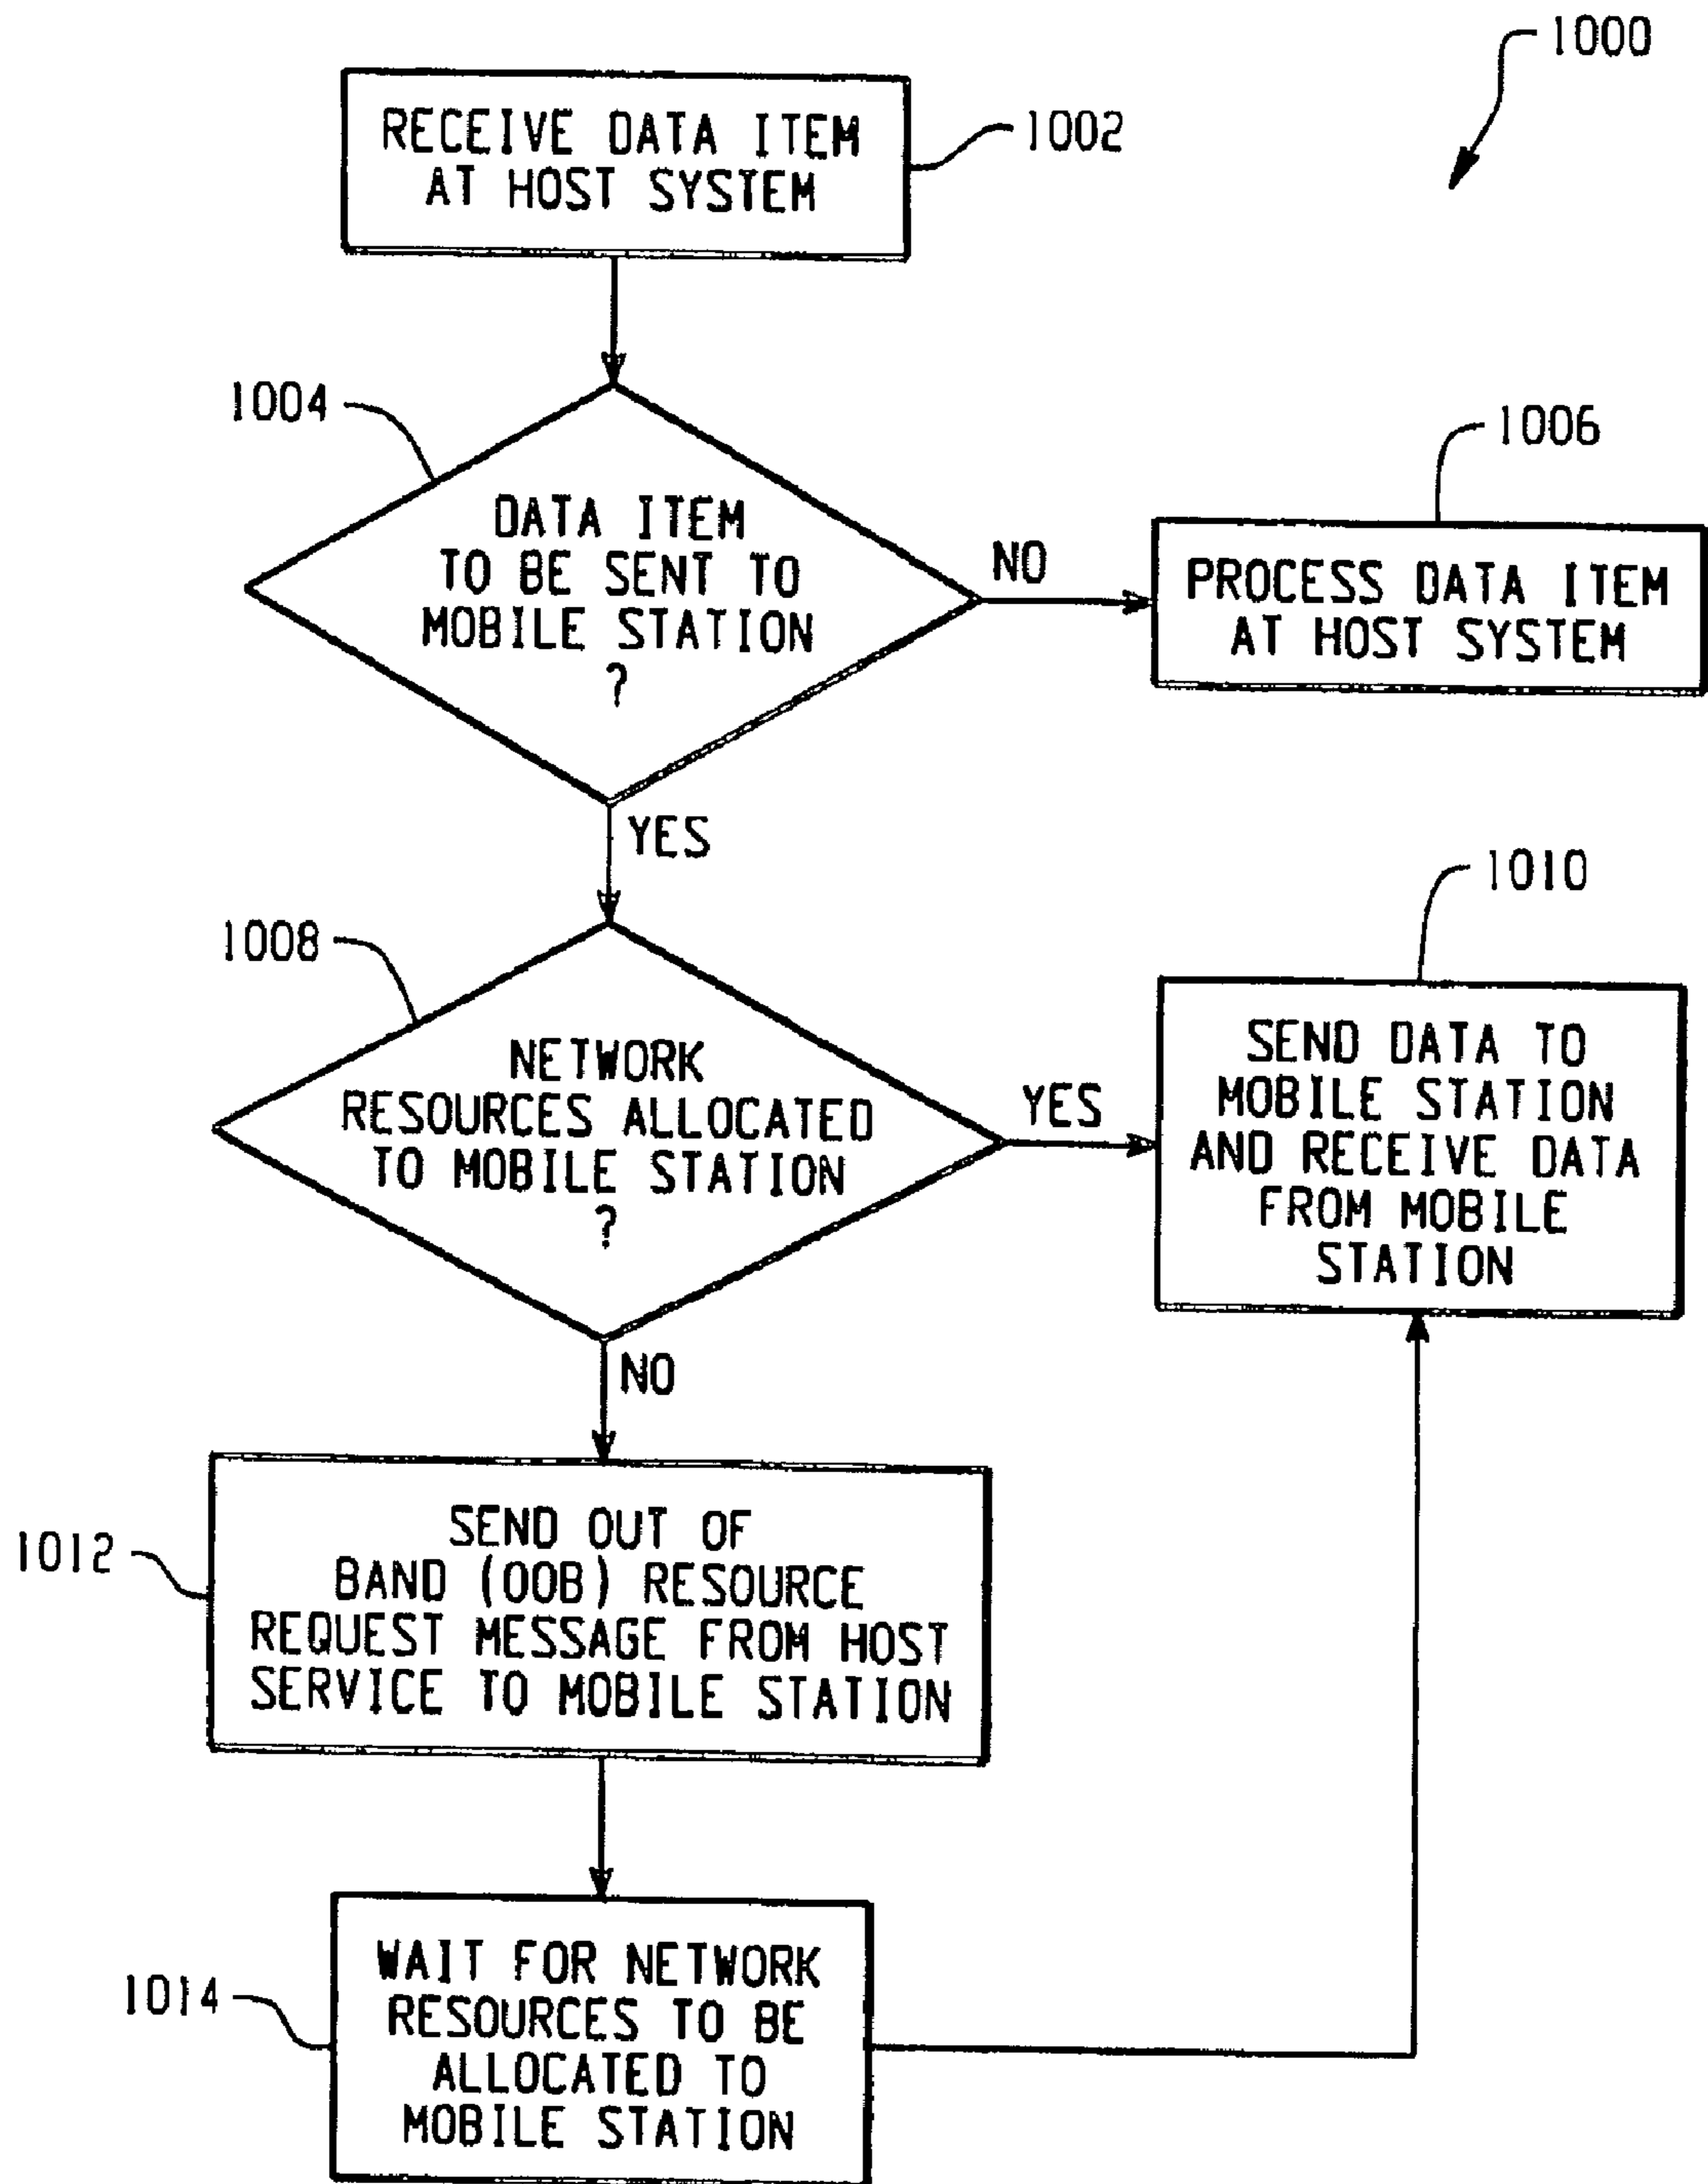 1000
RECEIVE DATA ITEM
AT HOST SYSTEM
1002
1004
DATA ITEM
TO BE SENT TO
MOBILE STATION
?
NO
1006
PROCESS DATA ITEM
AT HOST SYSTEM
YES
1008
NETWORK
RESOURCES ALLOCATED
TO MOBILE STATION
?
YES
1010
SEND DATA TO
MOBILE STATION
AND RECEIVE DATA
FROM MOBILE
STATION
NO
1012
SEND OUT OF
BAND (OOB) RESOURCE
REQUEST MESSAGE FROM HOST
SERVICE TO MOBILE STATION
1014
WAIT FOR NETWORK
RESOURCES TO BE
ALLOCATED TO
MOBILE STATION